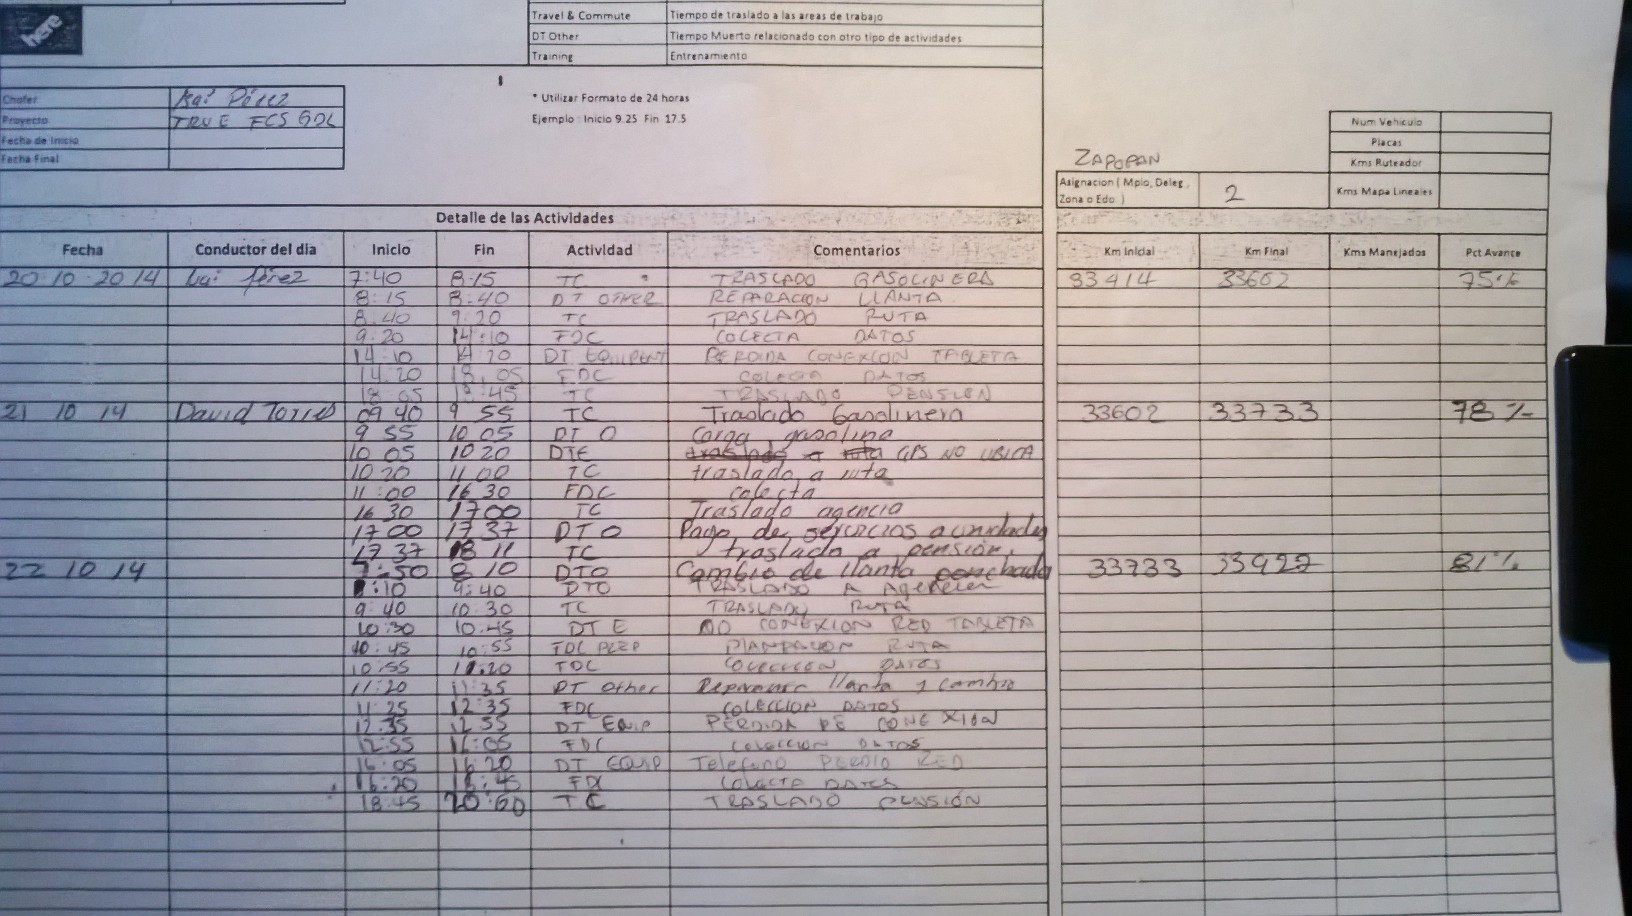 here
Travel & Commute Tiempo de traslado a las areas de trabajo
DT Other Tiempo Muerto relacionado con otro tipo de actividades
Training Entrenamiento
* Utilizar Formato de 24 horas
Ejemplo : Inicio 9.25 Fin 17.5
Chofer Isaí Pérez
Proyecto TRUE FCS GDL
Fecha de Inicio
Fecha Final
Num Vehiculo
Placas
Kms Ruteador
ZAPOPAN
Asignacion ( Mpio, Deleg, Zona o Edo ) 2 Kms Mapa Lineales
Detalle de las Actividades
Fecha Conductor del dia Inicio Fin Actividad Comentarios Km Inicial Km Final Kms Manejados Pct Avance
20 10 - 20 14 Isaí Pérez 7:40 8:15 TC TRASLADO GASOLINERA 33414 33602 75%
8:15 8:40 DT OTHER REPARACION LLANTA
8:40 9:20 TC TRASLADO RUTA
9:20 14:10 FDC COLECTA DATOS
14:10 14:20 DT EQUIPENT PERDIDA CONEXION TABLETA
14:20 18:05 FDC COLECTA DATOS
18:05 18:45 TC TRASLADO PENSION
21 10 14 David Torres 09 40 9 55 TC Traslado Gasolinera 33602 33733 78%
9 55 10 05 DT O Carga gasolina
10 05 10 20 DTE traslado a ruta GPS NO UBICA
10 20 11 00 TC traslado a ruta
11:00 16 30 FDC colecta
16 30 17 00 TC Traslado agencia
17 00 17 37 DT O Pago de servicios a unidades
17 37 18 11 TC traslado a pensión.
22 10 14 7:50 8 10 DTO Cambio de llanta ponchada 33733 33927 81%
8:10 9:40 DTO TRASLADO A Agencia
9:40 10:30 TC TRASLADO RUTA
10:30 10:45 DT E NO CONEXION RED TABLETA
10:45 10:55 RUTA
10:55 11:20 COLECCION DATOS
11:20 11:35 DT Other llanta y cambio
11:25 12:35 FDC COLECCION DATOS
12:35 12 55 DT EQUIP PERDIDA DE CONEXION
12:55 16:05 FDC COLECCION DATOS
16:05 16:20 DT EQUIP Telefono PERDIO RED
16:20 18:45 FDC COLECTA DATOS
18:45 20:00 TC TRASLADO PENSIÓN